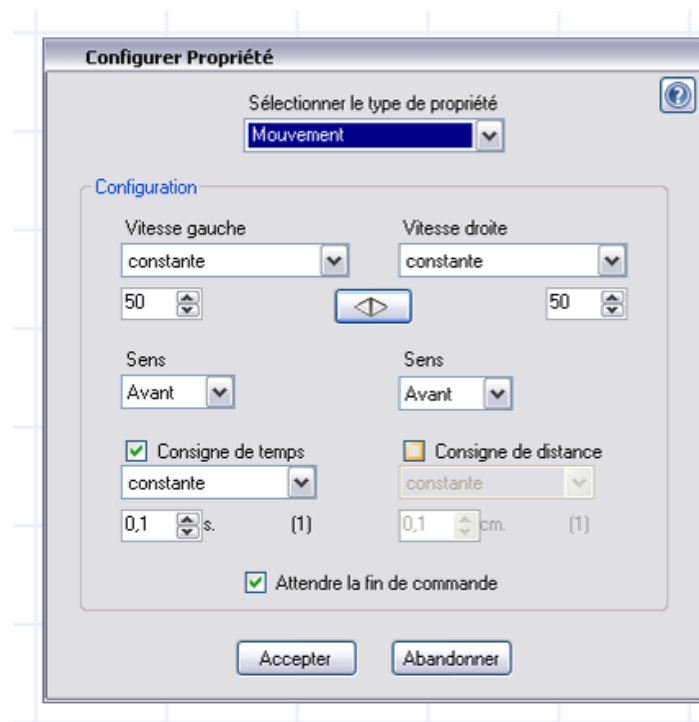 Configurer Propriété
?
Sélectionner le type de propriété
Mouvement
Configuration
Vitesse gauche Vitesse droite
constante constante
50 50
Sens Sens
Avant Avant
Consigne de temps Consigne de distance
constante constante
0,1 s. (1) 0,1 cm. (1)
Attendre la fin de commande
Accepter Abandonner